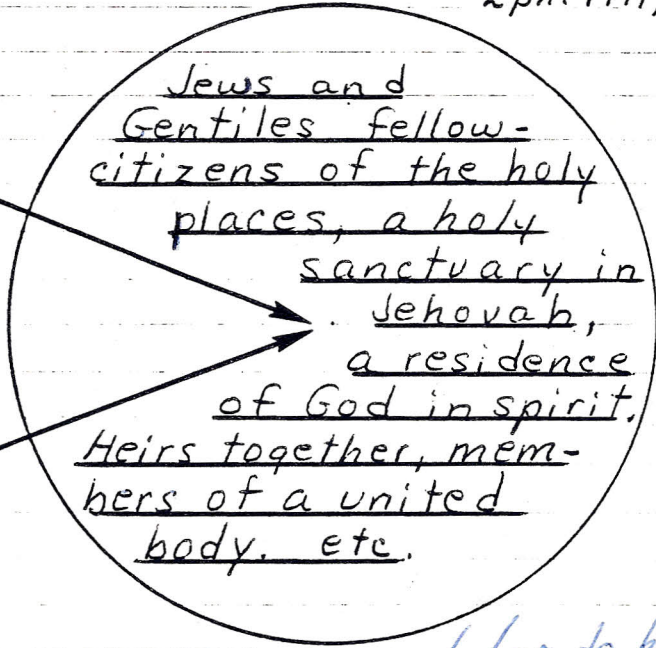 Jews and
Gentiles fellow-
citizens of the holy
places, a holy
sanctuary in
Jehovah,
a residence
of God in spirit.
Heirs together, mem-
bers of a united
body. etc.